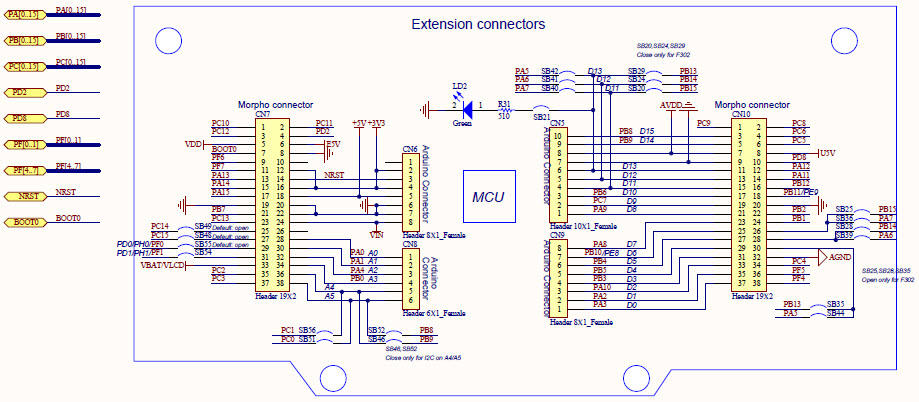 Extension connectors
PA[0..15] PA[0..15]
PB[0..15] PB[0..15]
PC[0..15] PC[0..15]
PD2 PD2
PD8 PD8
PF[0..1] PF[0..1]
PF[4..7] PF[4..7]
NRST NRST
BOOT0 BOOT0
SB20,SB24,SB29
Close only for F302
PA5 SB42 D13 SB29 PB13
PA6 SB41 D12 SB24 PB14
PA7 SB40 D11 SB20 PB15
LD2
2 1
Green
R31
510
SB21
Morpho connector
CN7
PC10 1 2 PC11
PC12 3 4 PD2
VDD 5 6 E5V
BOOT0 7 8
PF6 9 10
PF7 11 12
PA13 13 14 NRST
PA14 15 16
PA15 17 18
19 20
PB7 21 22
PC13 23 24
PC14 SB49 Default: open 25 26
PC15 SB48 Default: open 27 28
PD0/PH0/PF0 SB55 Default: open 29 30
PD1/PH1/PF1 SB54 31 32
VBAT/VLCD 33 34
PC2 35 36
PC3 37 38
Header 19X2
+5V +3V3
CN6
1
2
3
4
5
6
7
8
Arduino Connector
VIN
Header 8X1_Female
CN8
PA0 A0 1
PA1 A1 2
PA4 A2 3
PB0 A3 4
A4 5
A5 6
Arduino
Connector
Header 6X1_Female
PC1 SB56 SB52 PB8
PC0 SB51 SB46 PB9
SB46,SB52
Close only for I2C on A4/A5
MCU
CN5
Arduino Connector
10 PB8 D15
9 PB9 D14
8
7
6 D13
5 D12
4 D11
3 PB6 D10
2 PC7 D9
1 PA9 D8
Header 10X1_Female
CN9
Arduino Connector
8 PA8 D7
7 PB10/PE8 D6
6 PB4 D5
5 PB5 D4
4 PB3 D3
3 PA10 D2
2 PA2 D1
1 PA3 D0
Header 8X1_Female
AVDD
Morpho connector
CN10
PC9 1 2 PC8
3 4 PC6
5 6 PC5
7 8 U5V
9 10 PD8
11 12 PA12
13 14 PA11
15 16 PB12
17 18 PB11/PE9
19 20
21 22 PB2
23 24 PB1
25 26
27 28
29 30
31 32 AGND
33 34 PC4
35 36 PF5
37 38 PF4
Header 19X2
SB25 PB15
SB36 PA7
SB28 PB14
SB39 PA6
SB25,SB28,SB35
Open only for F302
PB13 SB35
PA5 SB44